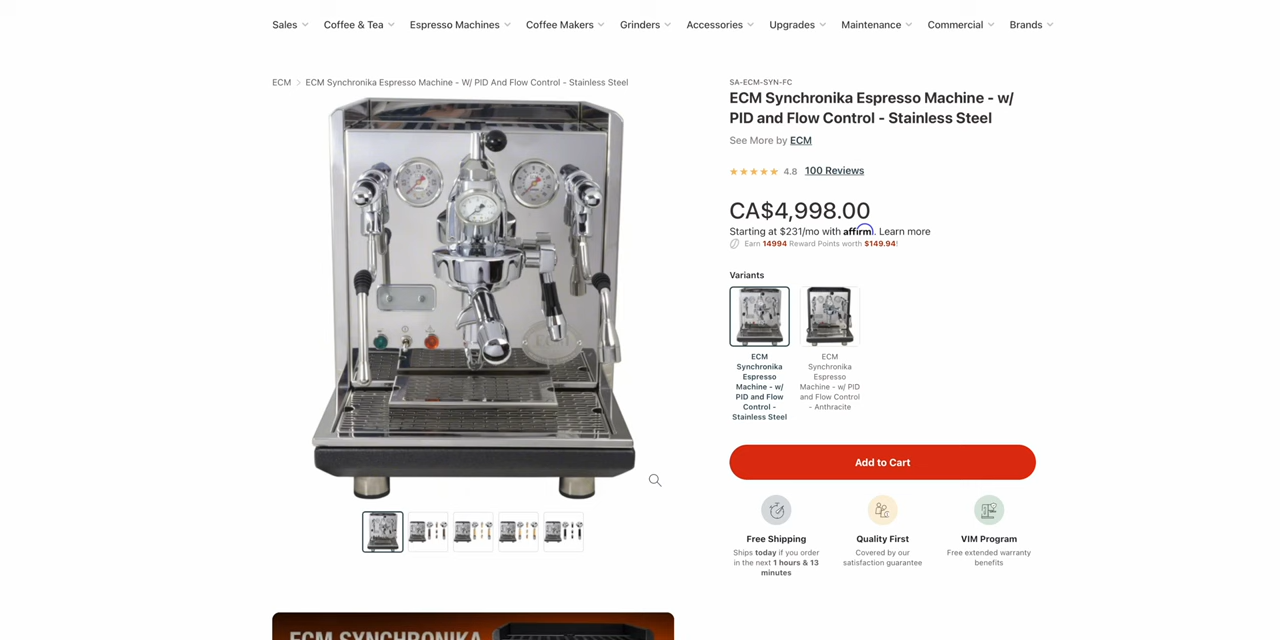 Sales
Coffee & Tea
Espresso Machines
Coffee Makers
Grinders
Accessories
Upgrades
Maintenance
Commercial
Brands
ECM > ECM Synchronika Espresso Machine - W/ PID And Flow Control - Stainless Steel
SA-ECM-SYN-FC
ECM Synchronika Espresso Machine - w/
PID and Flow Control - Stainless Steel
See More by ECM
4.8 100 Reviews
CA$4,998.00
Starting at $231/mo with affirm. Learn more
Earn 14994 Reward Points worth $149.94!
Variants
ECM
Synchronika
Espresso
Machine - w/
PID and Flow
Control -
Stainless Steel
ECM
Synchronika
Espresso
Machine - w/ PID
and Flow Control
- Anthracite
Add to Cart
Free Shipping
Ships today if you order
in the next 1 hours & 13
minutes
Quality First
Covered by our
satisfaction guarantee
VIM Program
Free extended warranty
benefits
ECM
ECM SYNCHRONIKA